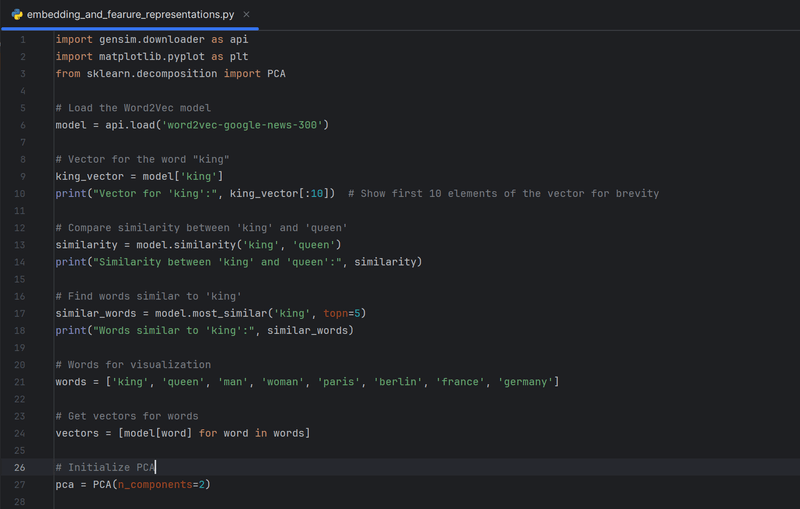 embedding_and_fearure_representations.py
1 import gensim.downloader as api
2 import matplotlib.pyplot as plt
3 from sklearn.decomposition import PCA
4
5 # Load the Word2Vec model
6 model = api.load('word2vec-google-news-300')
7
8 # Vector for the word "king"
9 king_vector = model['king']
10 print("Vector for 'king':", king_vector[:10])  # Show first 10 elements of the vector for brevity
11
12 # Compare similarity between 'king' and 'queen'
13 similarity = model.similarity('king', 'queen')
14 print("Similarity between 'king' and 'queen':", similarity)
15
16 # Find words similar to 'king'
17 similar_words = model.most_similar('king', topn=5)
18 print("Words similar to 'king':", similar_words)
19
20 # Words for visualization
21 words = ['king', 'queen', 'man', 'woman', 'paris', 'berlin', 'france', 'germany']
22
23 # Get vectors for words
24 vectors = [model[word] for word in words]
25
26 # Initialize PCA
27 pca = PCA(n_components=2)
28